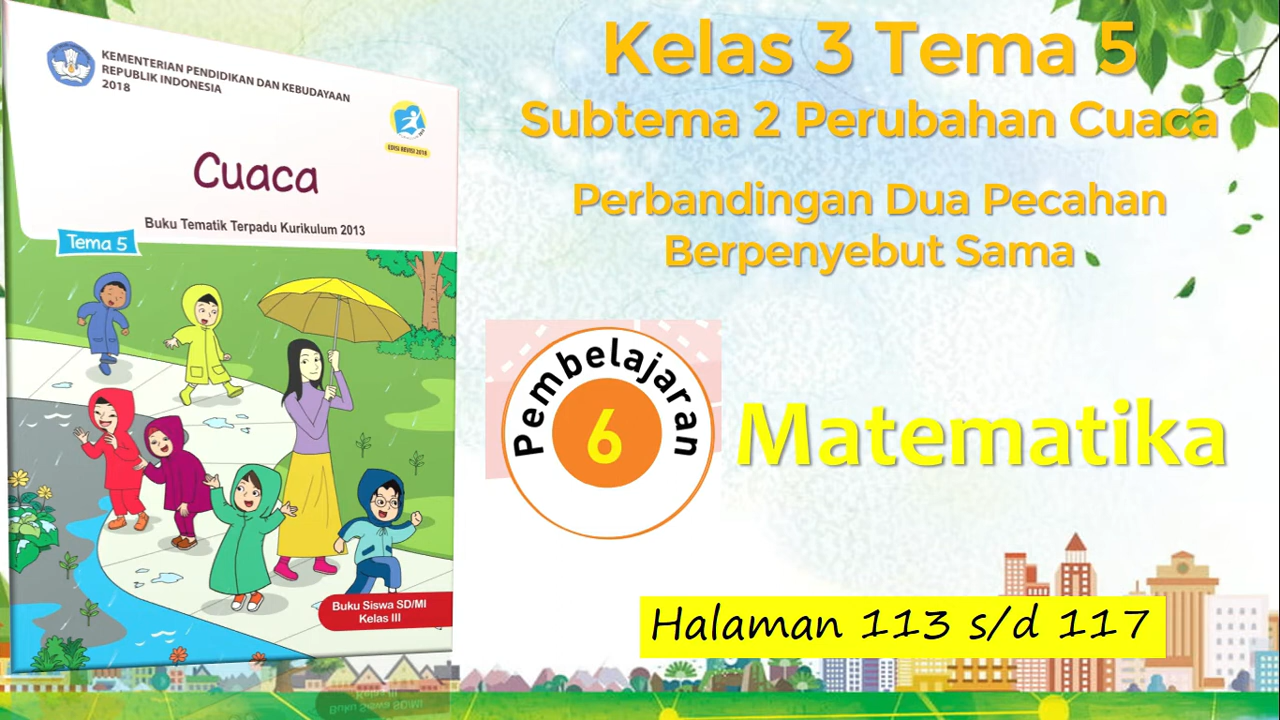 KEMENTERIAN PENDIDIKAN DAN KEBUDAYAAN
REPUBLIK INDONESIA
2018
EDISI REVISI 2018
Cuaca
Buku Tematik Terpadu Kurikulum 2013
Tema 5
Buku Siswa SD/MI
Kelas III
Kelas 3 Tema 5
Subtema 2 Perubahan Cuaca
Perbandingan Dua Pecahan
Berpenyebut Sama
Pembelajaran
6
Matematika
Halaman 113 s/d 117